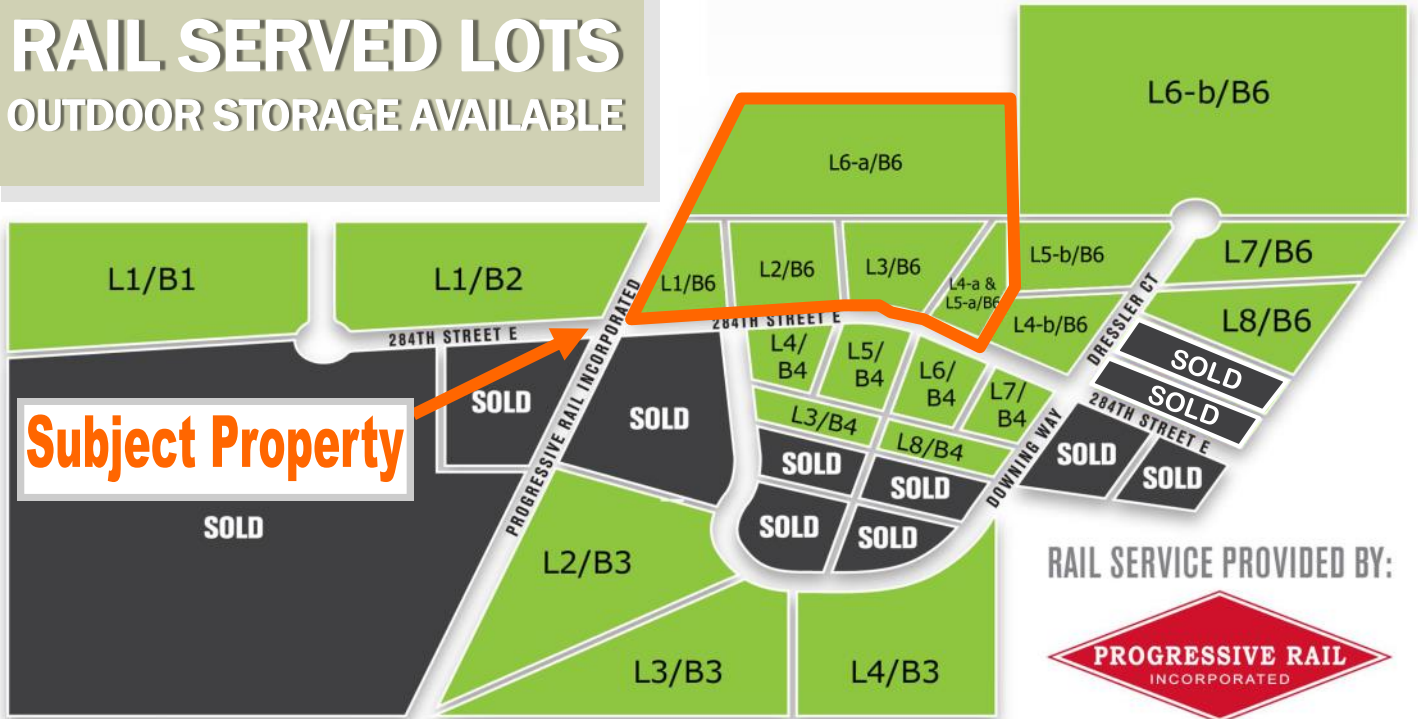 RAIL SERVED LOTS
OUTDOOR STORAGE AVAILABLE
L6-b/B6
L6-a/B6
L1/B1
L1/B2
L1/B6
L2/B6
L3/B6
L4-a &
L5-a/B6
L5-b/B6
L4-b/B6
L7/B6
L8/B6
284TH STREET E
284TH STREET E
PROGRESSIVE RAIL INCORPORATED
DRESSLER CT
SOLD
SOLD
284TH STREET E
Subject Property
SOLD
SOLD
SOLD
L4/
B4
L5/
B4
L6/
B4
L7/
B4
L3/B4
L8/B4
SOLD
SOLD
SOLD
SOLD
DOWNING WAY
SOLD
SOLD
L2/B3
L3/B3
L4/B3
RAIL SERVICE PROVIDED BY:
PROGRESSIVE RAIL
INCORPORATED